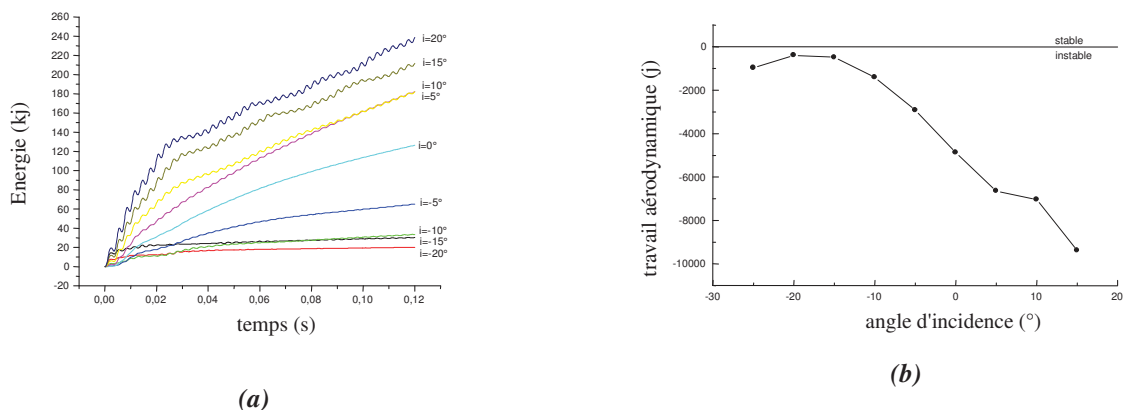 260
240
220
200
180
160
140
120
100
80
60
40
20
0
-20
Energie (kj)
i=20°
i=15°
i=10°
i=5°
i=0°
i=-5°
i=-10°
i=-15°
i=-20°
0,00 0,02 0,04 0,06 0,08 0,10 0,12
temps (s)
(a)
stable
instable
0
-2000
-4000
-6000
-8000
-10000
travail aérodynamique (j)
-30 -20 -10 0 10 20
angle d'incidence (°)
(b)